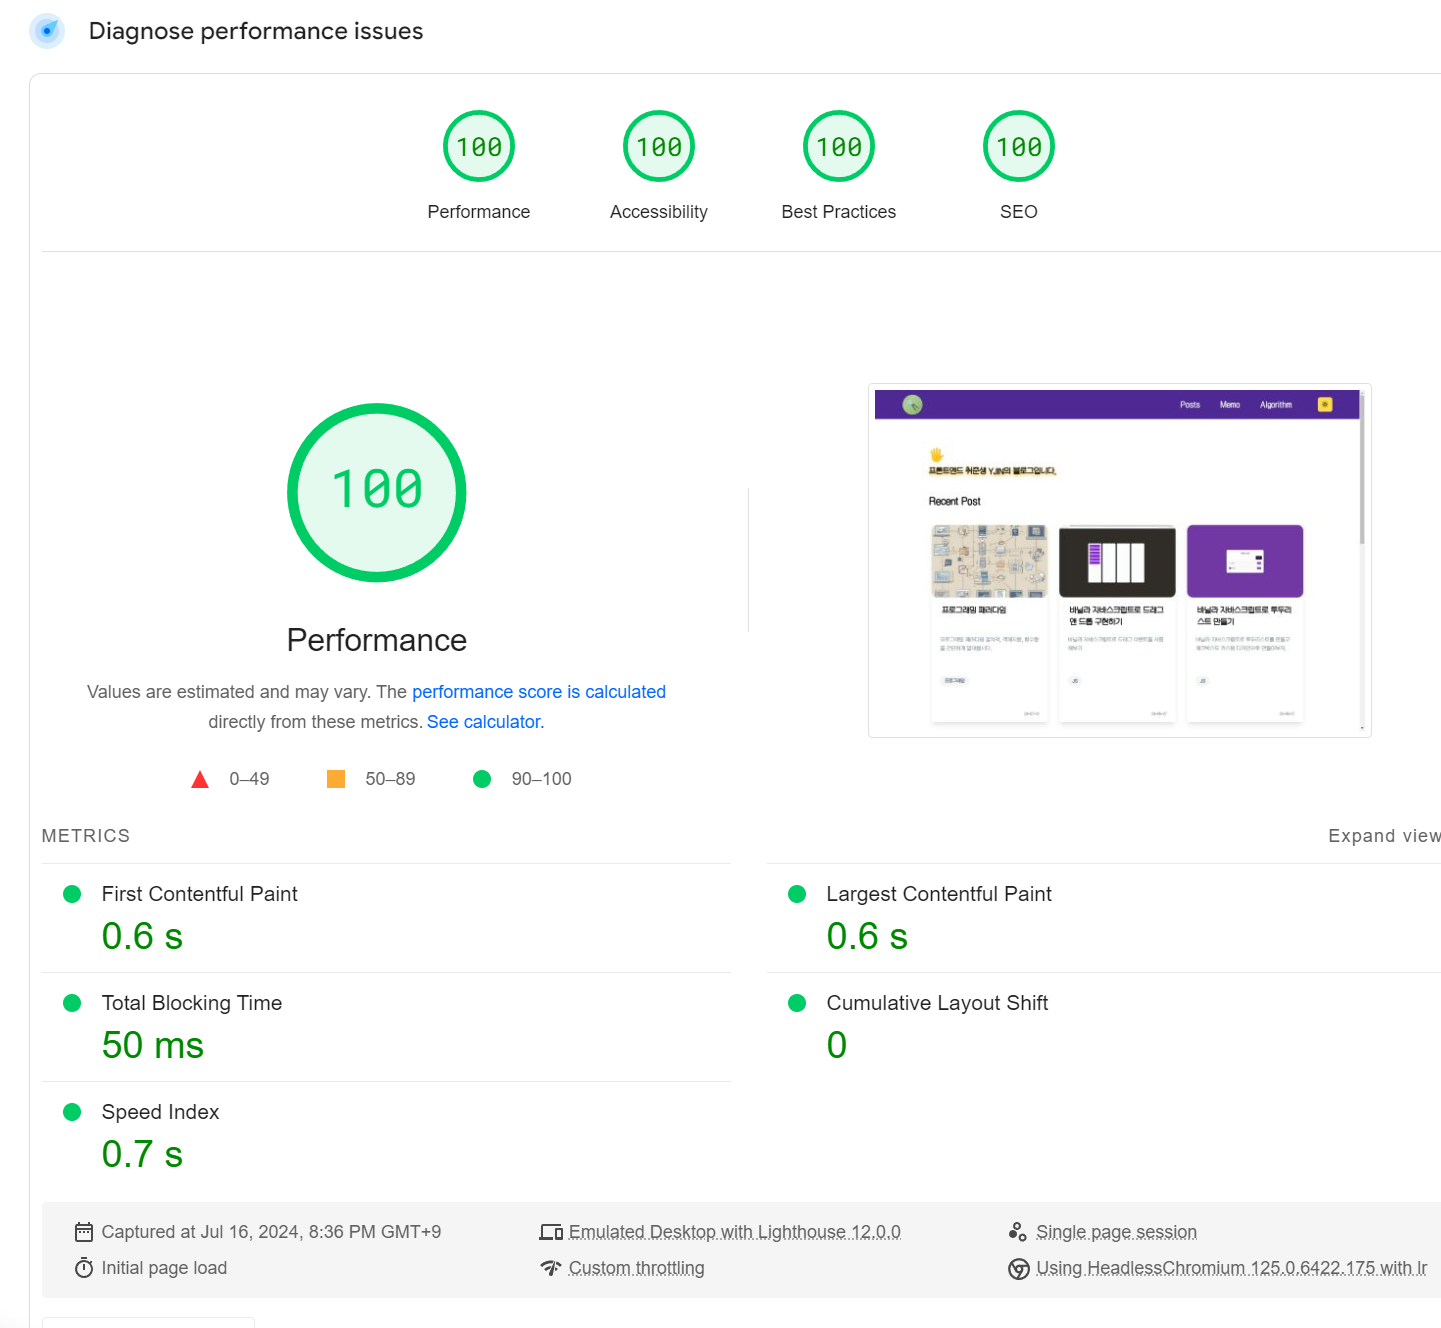 Diagnose performance issues
100
100
100
100
Performance
Accessibility
Best Practices
SEO
100
Performance
Values are estimated and may vary. The performance score is calculated
directly from these metrics. See calculator.
0–49
50–89
90–100
Posts
Memo
Algorithm
프론트엔드 취준생 YJIN의 블로그입니다.
Recent Post
프로그래밍 패러다임
바닐라 자바스크립트로 드래그
앤 드롭 구현하기
바닐라 자바스크립트로 투두리
스트 만들기
프로그래밍
JS
JS
METRICS
Expand view
First Contentful Paint
0.6 s
Largest Contentful Paint
0.6 s
Total Blocking Time
50 ms
Cumulative Layout Shift
0
Speed Index
0.7 s
Captured at Jul 16, 2024, 8:36 PM GMT+9
Emulated Desktop with Lighthouse 12.0.0
Single page session
Initial page load
Custom throttling
Using HeadlessChromium 125.0.6422.175 with lr